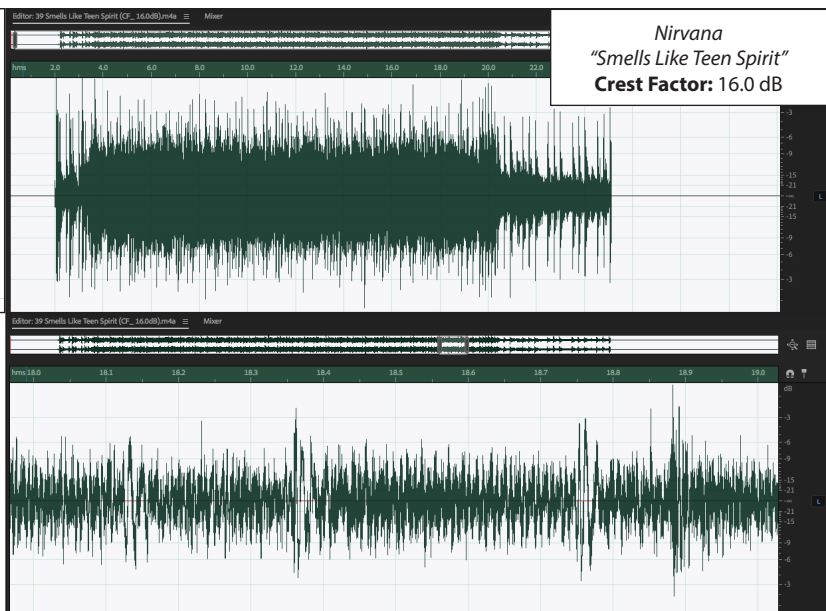 Editor: 39 Smells Like Teen Spirit (CF_ 16.0dB).m4a ≡ Mixer
Nirvana
“Smells Like Teen Spirit”
Crest Factor: 16.0 dB
hms 2.0 4.0 6.0 8.0 10.0 12.0 14.0 16.0 18.0 20.0 22.0
-3
-6
-9
-15
-21
-∞
-21
-15
-9
-6
-3
L
Editor: 39 Smells Like Teen Spirit (CF_ 16.0dB).m4a ≡ Mixer
hms 18.0 18.1 18.2 18.3 18.4 18.5 18.6 18.7 18.8 18.9 19.0
dB
-3
-6
-9
-15
-21
-∞
-21
-15
-9
-6
-3
L